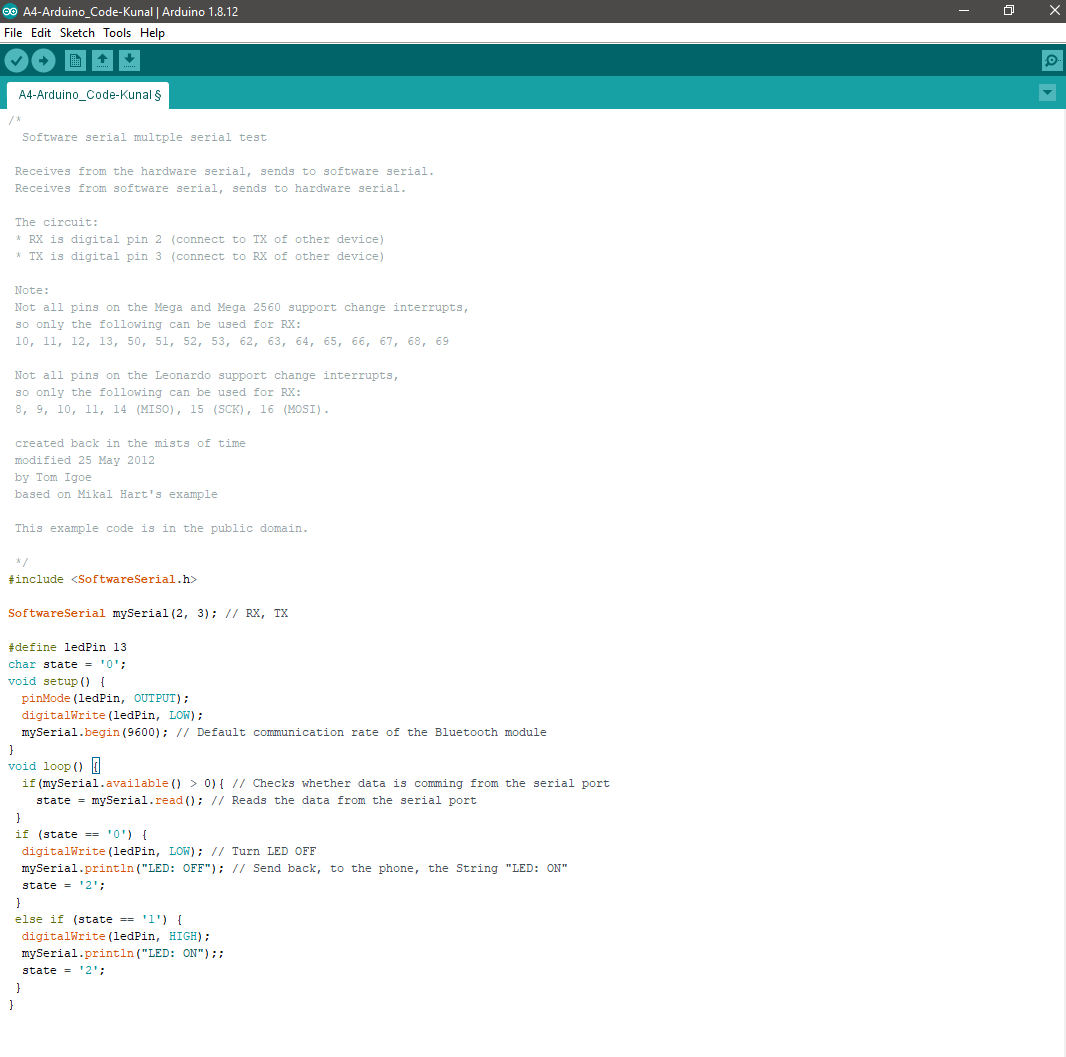 A4-Arduino_Code-Kunal | Arduino 1.8.12
File Edit Sketch Tools Help
A4-Arduino_Code-Kunal §
/*
Software serial multple serial test
Receives from the hardware serial, sends to software serial.
Receives from software serial, sends to hardware serial.
The circuit:
* RX is digital pin 2 (connect to TX of other device)
* TX is digital pin 3 (connect to RX of other device)
Note:
Not all pins on the Mega and Mega 2560 support change interrupts,
so only the following can be used for RX:
10, 11, 12, 13, 50, 51, 52, 53, 62, 63, 64, 65, 66, 67, 68, 69
Not all pins on the Leonardo support change interrupts,
so only the following can be used for RX:
8, 9, 10, 11, 14 (MISO), 15 (SCK), 16 (MOSI).
created back in the mists of time
modified 25 May 2012
by Tom Igoe
based on Mikal Hart's example
This example code is in the public domain.
*/
#include <SoftwareSerial.h>
SoftwareSerial mySerial(2, 3); // RX, TX
#define ledPin 13
char state = '0';
void setup() {
pinMode(ledPin, OUTPUT);
digitalWrite(ledPin, LOW);
mySerial.begin(9600); // Default communication rate of the Bluetooth module
}
void loop() {
if(mySerial.available() > 0){ // Checks whether data is comming from the serial port
state = mySerial.read(); // Reads the data from the serial port
}
if (state == '0') {
digitalWrite(ledPin, LOW); // Turn LED OFF
mySerial.println("LED: OFF"); // Send back, to the phone, the String "LED: ON"
state = '2';
}
else if (state == '1') {
digitalWrite(ledPin, HIGH);
mySerial.println("LED: ON");;
state = '2';
}
}